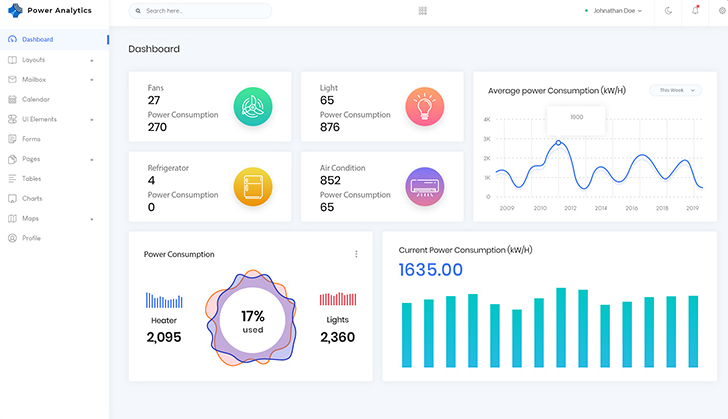 Power Analytics
Search here..
Johnathan Doe
Dashboard
Layouts
Mailbox
Calendar
UI Elements
Forms
Pages
Tables
Charts
Maps
Profile
Dashboard
Fans
27
Power Consumption
270
Light
65
Power Consumption
876
Refrigerator
4
Power Consumption
0
Air Condition
852
Power Consumption
65
Average power Consumption (kW/H)
This Week
1800
4K
3K
2K
1K
0
2009 2010 2012 2014 2016 2018 2019
Power Consumption
Heater
2,095
17%
used
Lights
2,360
Current Power Consumption (kW/H)
1635.00